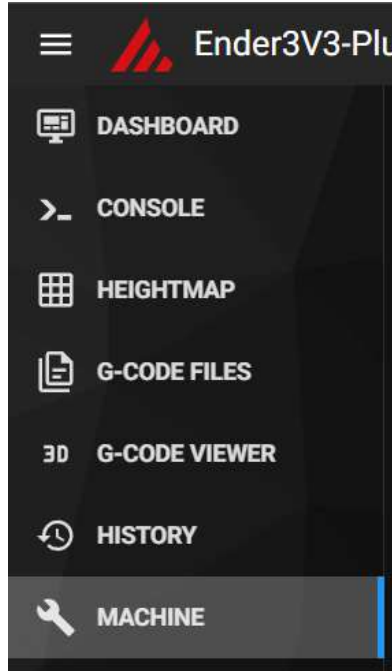 Ender3V3-Plu
DASHBOARD
CONSOLE
HEIGHTMAP
G-CODE FILES
3D G-CODE VIEWER
HISTORY
MACHINE